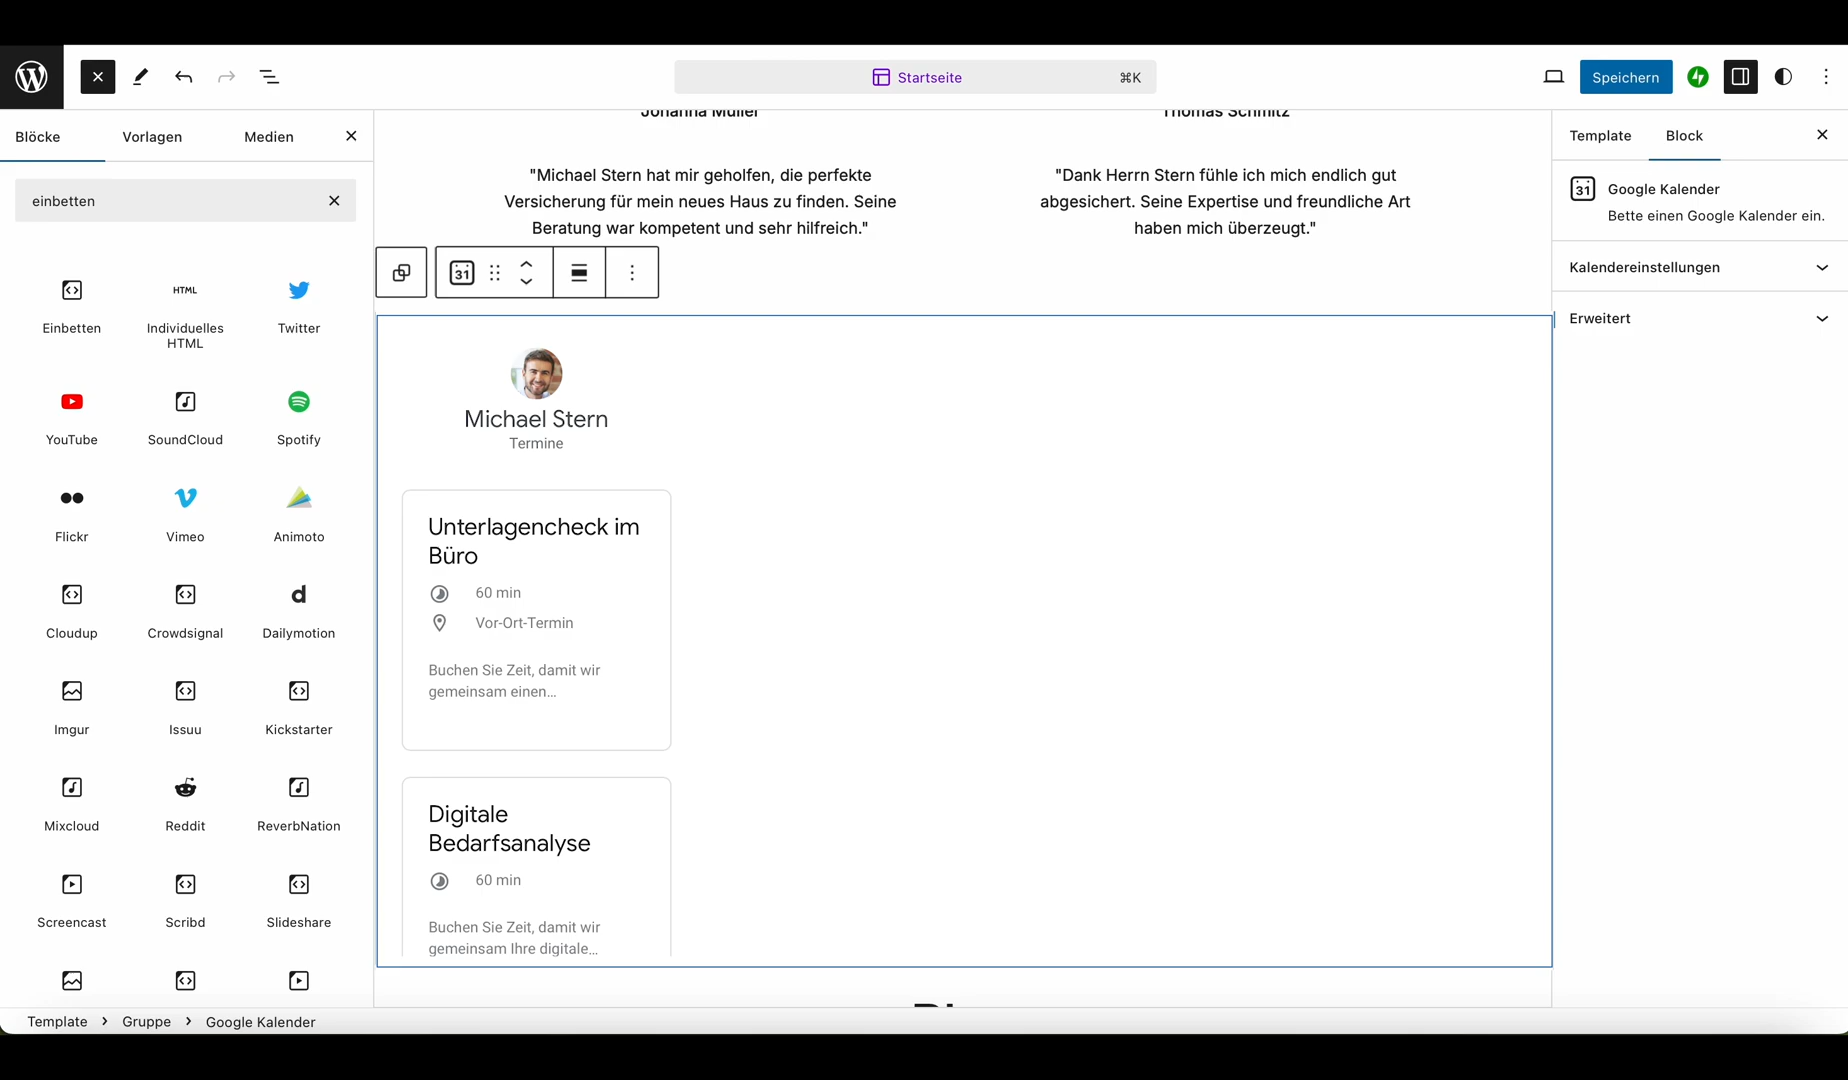 Startseite ⌘K Speichern
Blöcke Vorlagen Medien
einbetten
Einbetten
HTML
Individuelles
HTML
Twitter
YouTube SoundCloud Spotify
Flickr Vimeo Animoto
Cloudup Crowdsignal Dailymotion
Imgur Issuu Kickstarter
Mixcloud Reddit ReverbNation
Screencast Scribd Slideshare
Johanna Müller
"Michael Stern hat mir geholfen, die perfekte
Versicherung für mein neues Haus zu finden. Seine
Beratung war kompetent und sehr hilfreich."
Thomas Schmitz
"Dank Herrn Stern fühle ich mich endlich gut
abgesichert. Seine Expertise und freundliche Art
haben mich überzeugt."
31
Michael Stern
Termine
Unterlagencheck im
Büro
60 min
Vor-Ort-Termin
Buchen Sie Zeit, damit wir
gemeinsam einen...
Digitale
Bedarfsanalyse
60 min
Buchen Sie Zeit, damit wir
gemeinsam Ihre digitale...
Template Block
31 Google Kalender
Bette einen Google Kalender ein.
Kalendereinstellungen
Erweitert
Template > Gruppe > Google Kalender